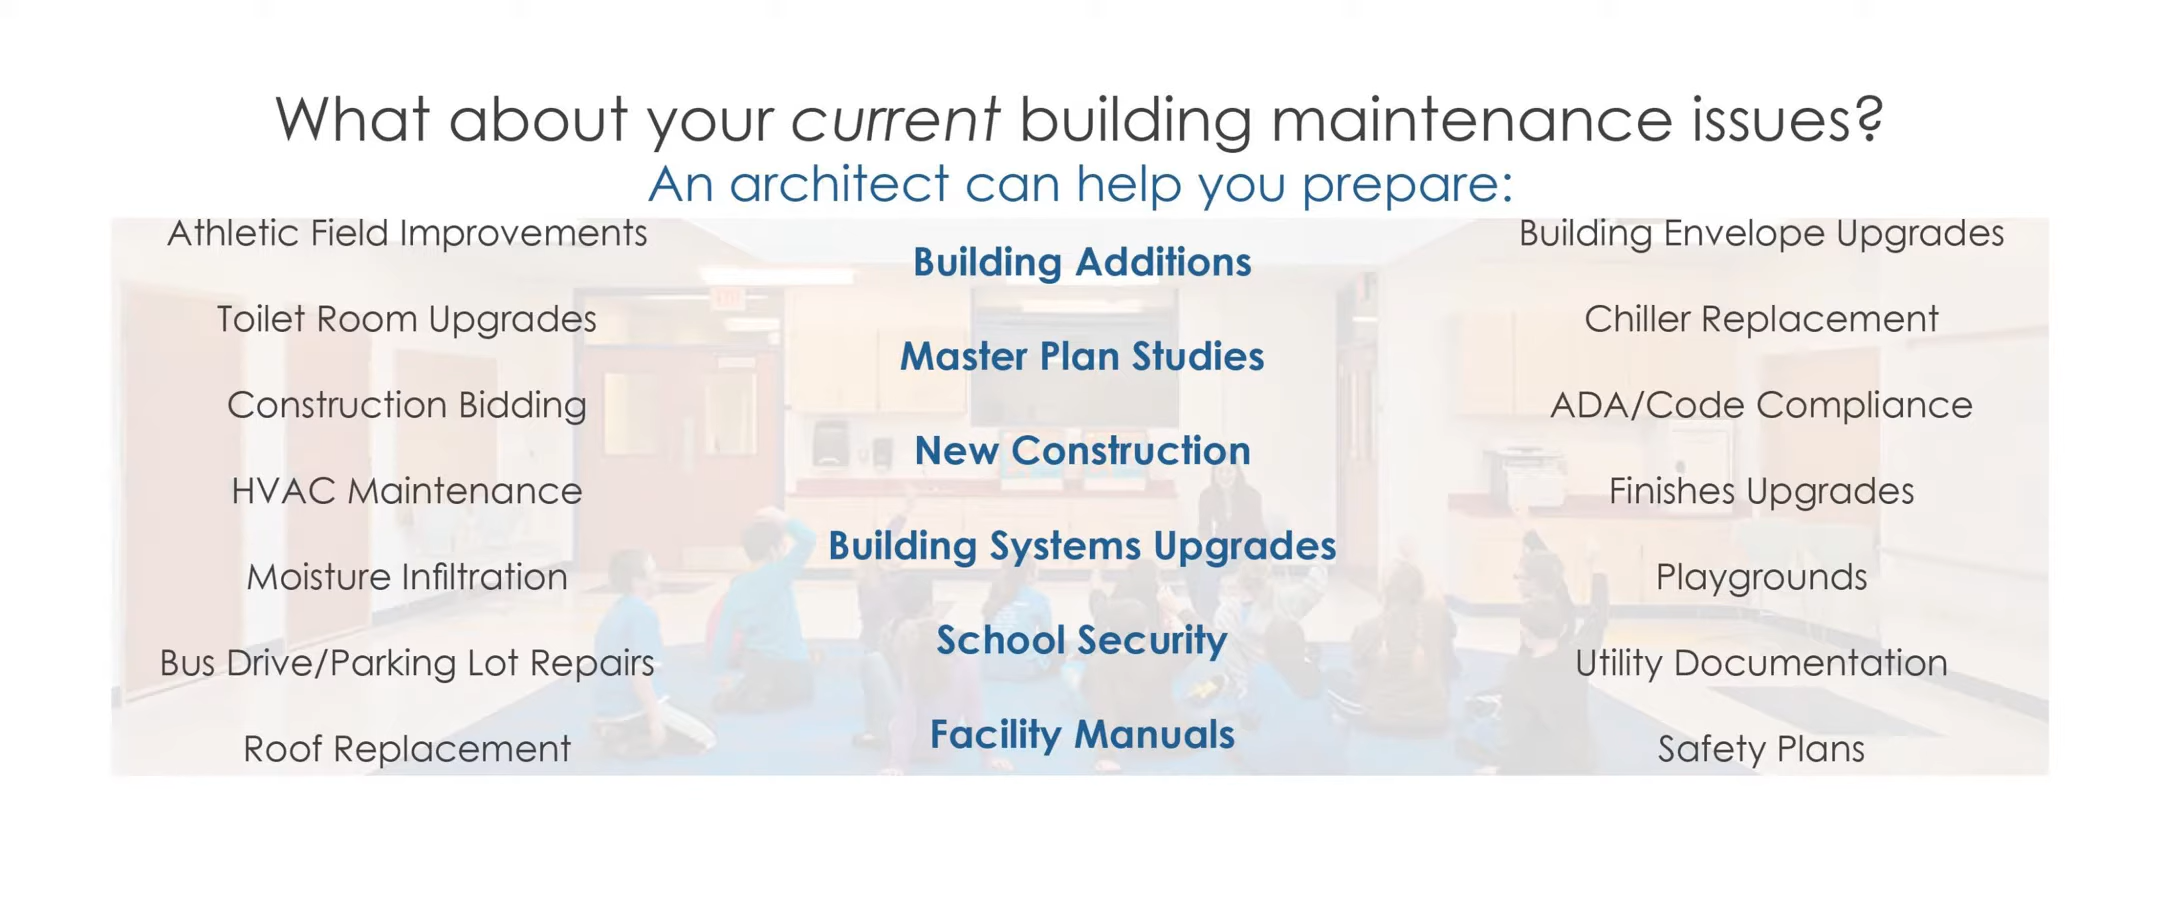 What about your current building maintenance issues?
An architect can help you prepare:
Athletic Field Improvements
Toilet Room Upgrades
Construction Bidding
HVAC Maintenance
Moisture Infiltration
Bus Drive/Parking Lot Repairs
Roof Replacement
Building Additions
Master Plan Studies
New Construction
Building Systems Upgrades
School Security
Facility Manuals
Building Envelope Upgrades
Chiller Replacement
ADA/Code Compliance
Finishes Upgrades
Playgrounds
Utility Documentation
Safety Plans
EXIT